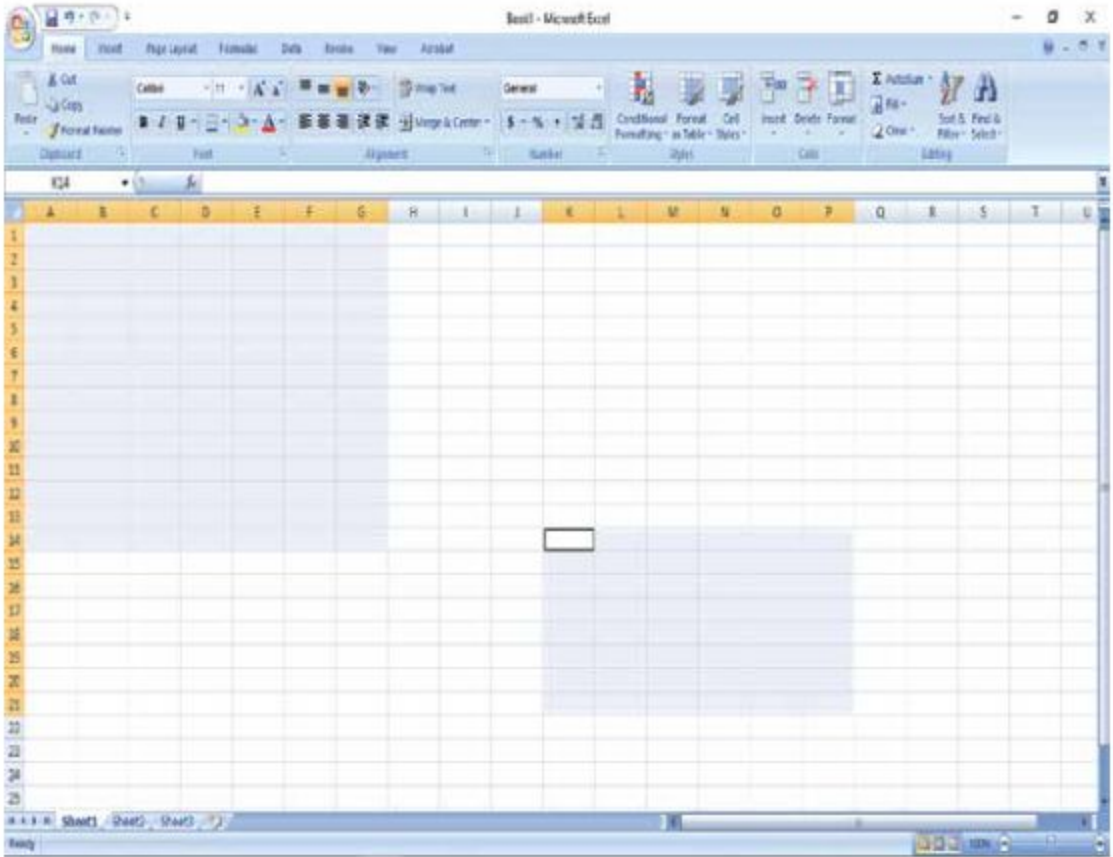 Book1 - Microsoft Excel
Home Insert Page Layout Formulas Data Review View Acrobat
Cut
Copy
Format Painter
Paste
Clipboard
Calibri 11
B I U
Font
Wrap Text
Merge & Center
Alignment
General
$ % ,
Number
Conditional Formatting
Format as Table
Cell Styles
Styles
Insert Delete Format
Cells
AutoSum
Fill
Clear
Sort & Filter
Find & Select
Editing
K14 fx
A B C D E F G H I J K L M N O P Q R S T U
1
2
3
4
5
6
7
8
9
10
11
12
13
14
15
16
17
18
19
20
21
22
23
24
25
Sheet1 Sheet2 Sheet3
Ready 100%